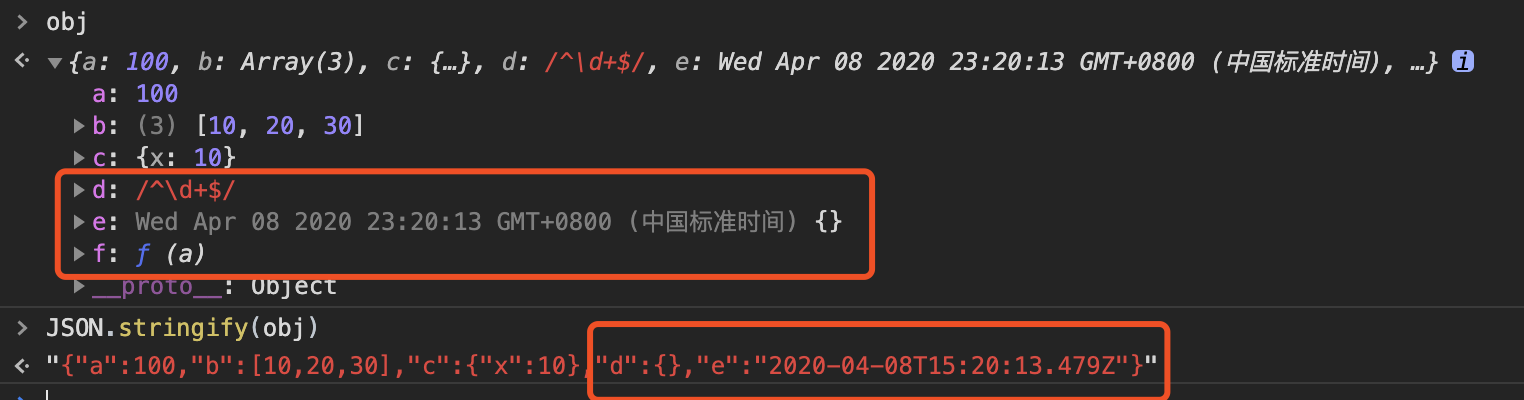 > obj
{a: 100, b: Array(3), c: {…}, d: /^\d+$/, e: Wed Apr 08 2020 23:20:13 GMT+0800 (中国标准时间), …} i
a: 100
b: (3) [10, 20, 30]
c: {x: 10}
d: /^\d+$/
e: Wed Apr 08 2020 23:20:13 GMT+0800 (中国标准时间) {}
f: ƒ (a)
__proto__: Object
> JSON.stringify(obj)
"{"a":100,"b":[10,20,30],"c":{"x":10},"d":{},"e":"2020-04-08T15:20:13.479Z"}"